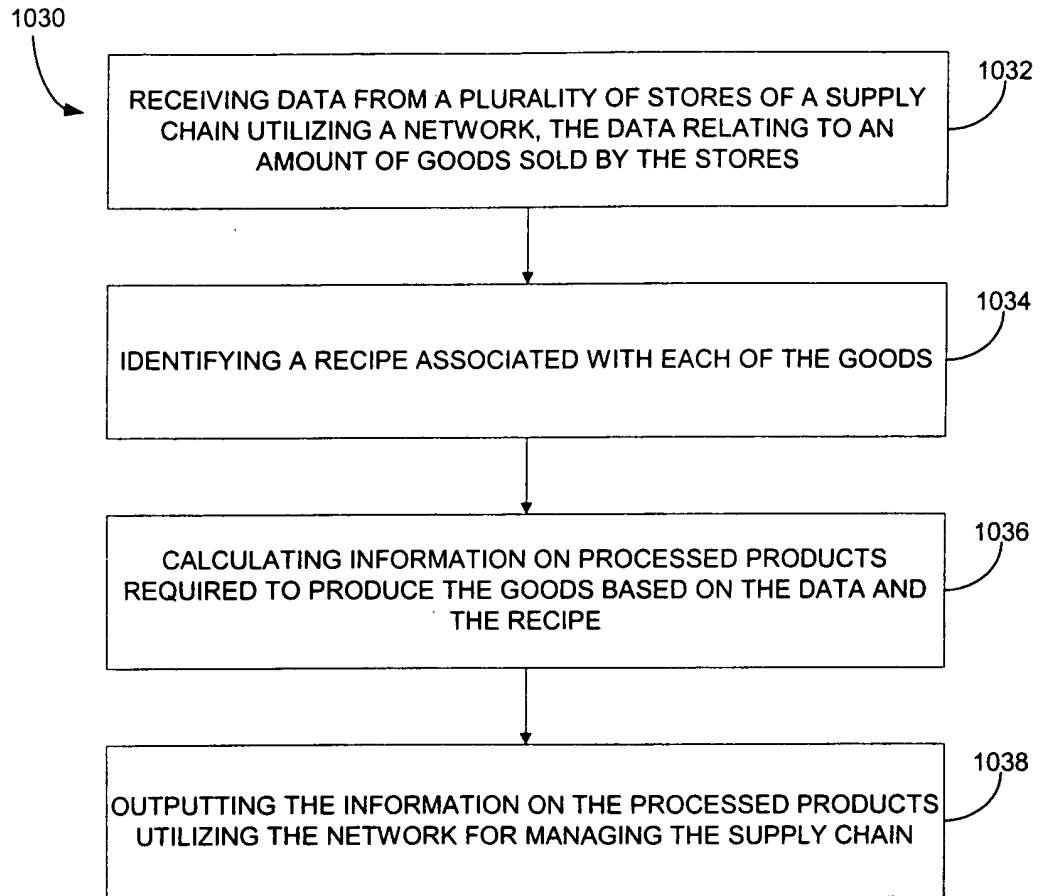 1030
1032
RECEIVING DATA FROM A PLURALITY OF STORES OF A SUPPLY
CHAIN UTILIZING A NETWORK, THE DATA RELATING TO AN
AMOUNT OF GOODS SOLD BY THE STORES
1034
IDENTIFYING A RECIPE ASSOCIATED WITH EACH OF THE GOODS
1036
CALCULATING INFORMATION ON PROCESSED PRODUCTS
REQUIRED TO PRODUCE THE GOODS BASED ON THE DATA AND
THE RECIPE
1038
OUTPUTTING THE INFORMATION ON THE PROCESSED PRODUCTS
UTILIZING THE NETWORK FOR MANAGING THE SUPPLY CHAIN